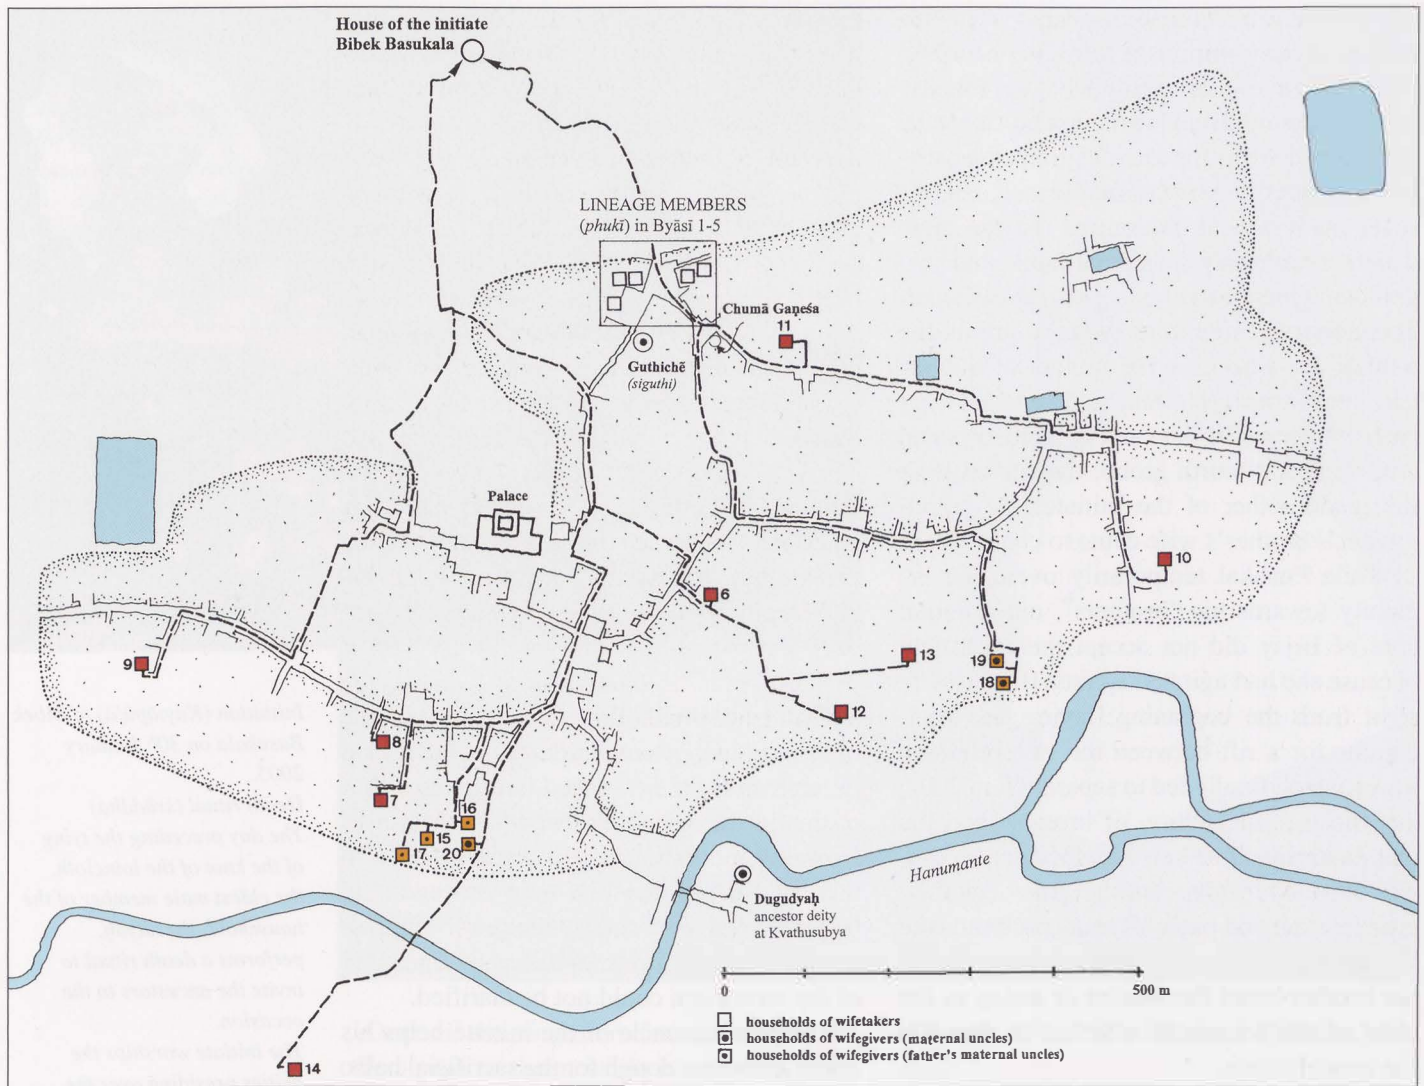 House of the initiate
Bibek Basukala
LINEAGE MEMBERS
(phukī) in Byāsī 1-5
Chumā Gaṇeśa
11
Guthichẽ
(siguthi)
Palace
10
6
13
19
18
9
12
8
7
16
15
17
20
Hanumante
Dugudyaḥ
ancestor deity
at Kvathusubya
0
500 m
households of wifetakers
households of wifegivers (maternal uncles)
households of wifegivers (father's maternal uncles)
14